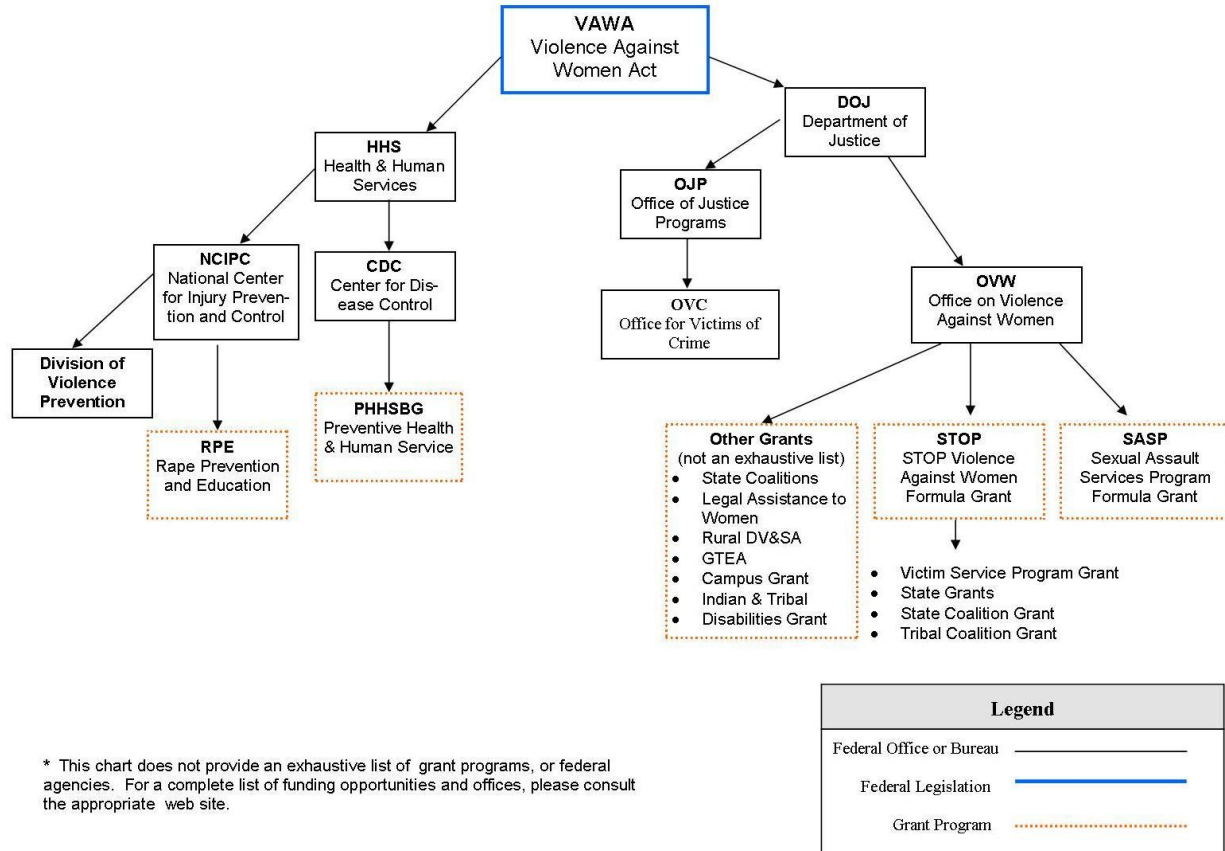 VAWA
Violence Against
Women Act
DOJ
Department of
Justice
HHS
Health & Human
Services
OJP
Office of Justice
Programs
NCIPC
National Center
for Injury Preven-
tion and Control
CDC
Center for Dis-
ease Control
OVC
Office for Victims of
Crime
OVW
Office on Violence
Against Women
Division of
Violence
Prevention
RPE
Rape Prevention
and Education
PHHSBG
Preventive Health
& Human Service
Other Grants
(not an exhaustive list)
• State Coalitions
• Legal Assistance to
Women
• Rural DV&SA
• GTEA
• Campus Grant
• Indian & Tribal
• Disabilities Grant
STOP
STOP Violence
Against Women
Formula Grant
• Victim Service Program Grant
• State Grants
• State Coalition Grant
• Tribal Coalition Grant
SASP
Sexual Assault
Services Program
Formula Grant
* This chart does not provide an exhaustive list of grant programs, or federal
agencies. For a complete list of funding opportunities and offices, please consult
the appropriate web site.
Legend
Federal Office or Bureau
Federal Legislation
Grant Program